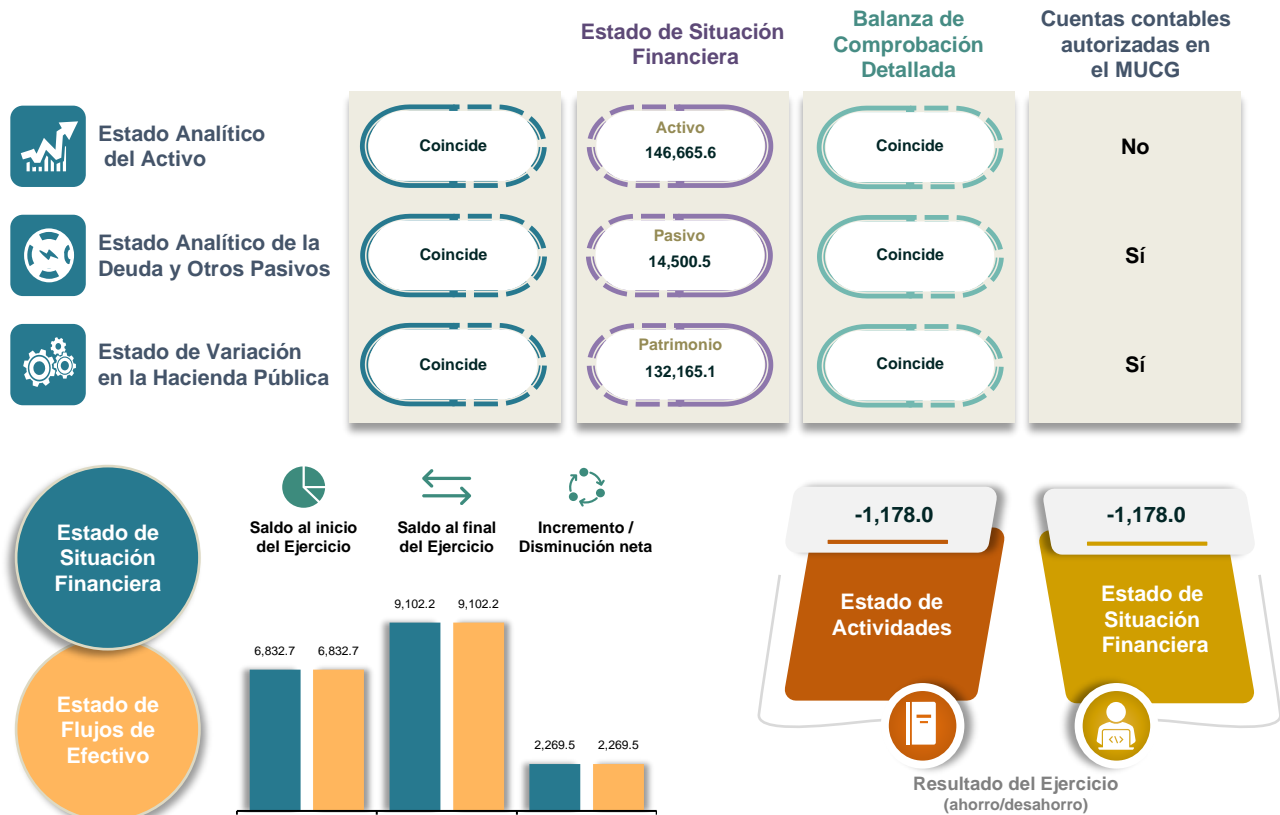 Estado de Situación
Financiera
Balanza de
Comprobación
Detallada
Cuentas contables
autorizadas en
el MUCG
Estado Analítico
del Activo
Coincide
Activo
146,665.6
Coincide
No
Estado Analítico de la
Deuda y Otros Pasivos
Coincide
Pasivo
14,500.5
Coincide
Sí
Estado de Variación
en la Hacienda Pública
Coincide
Patrimonio
132,165.1
Coincide
Sí
Estado de
Situación
Financiera
Estado de
Flujos de
Efectivo
Saldo al inicio
del Ejercicio
Saldo al final
del Ejercicio
Incremento /
Disminución neta
6,832.7
6,832.7
9,102.2
9,102.2
2,269.5
2,269.5
-1,178.0
Estado de
Actividades
-1,178.0
Estado de
Situación
Financiera
Resultado del Ejercicio
(ahorro/desahorro)